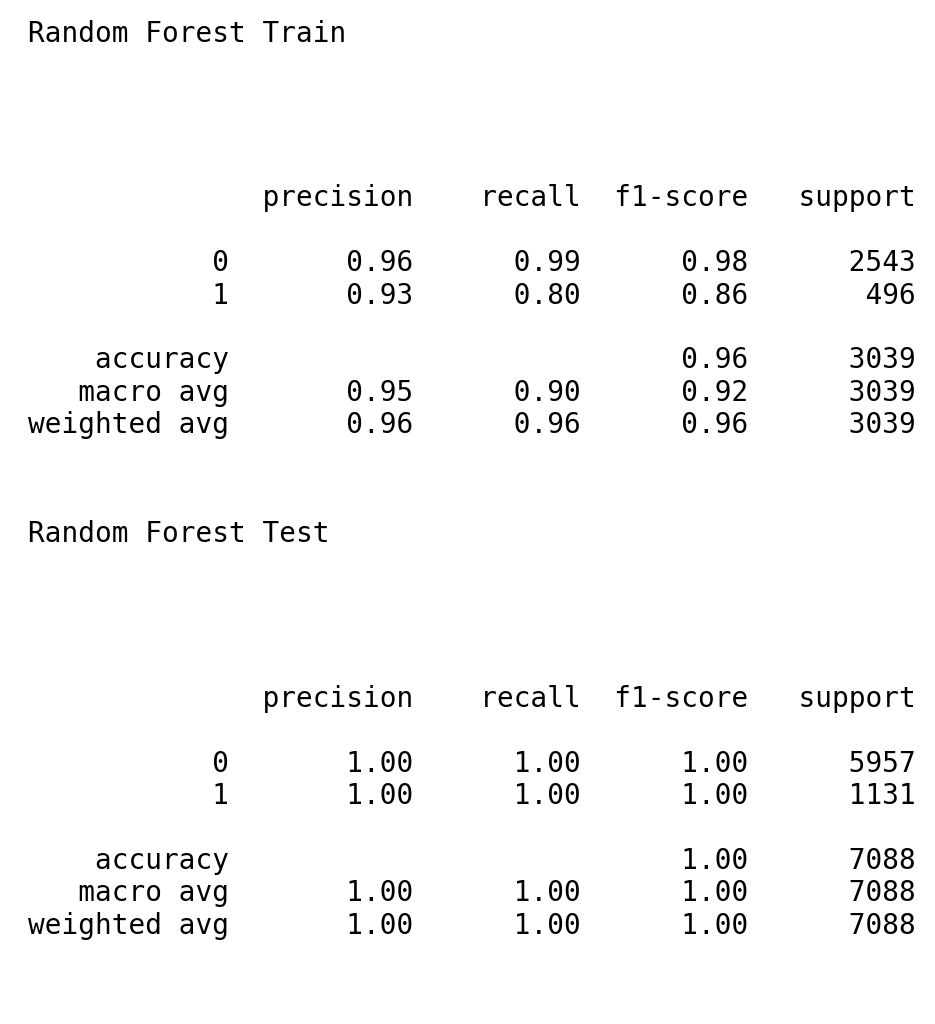 Random Forest Train
precision recall f1-score support
0 0.96 0.99 0.98 2543
1 0.93 0.80 0.86 496
accuracy 0.96 3039
macro avg 0.95 0.90 0.92 3039
weighted avg 0.96 0.96 0.96 3039
Random Forest Test
precision recall f1-score support
0 1.00 1.00 1.00 5957
1 1.00 1.00 1.00 1131
accuracy 1.00 7088
macro avg 1.00 1.00 1.00 7088
weighted avg 1.00 1.00 1.00 7088